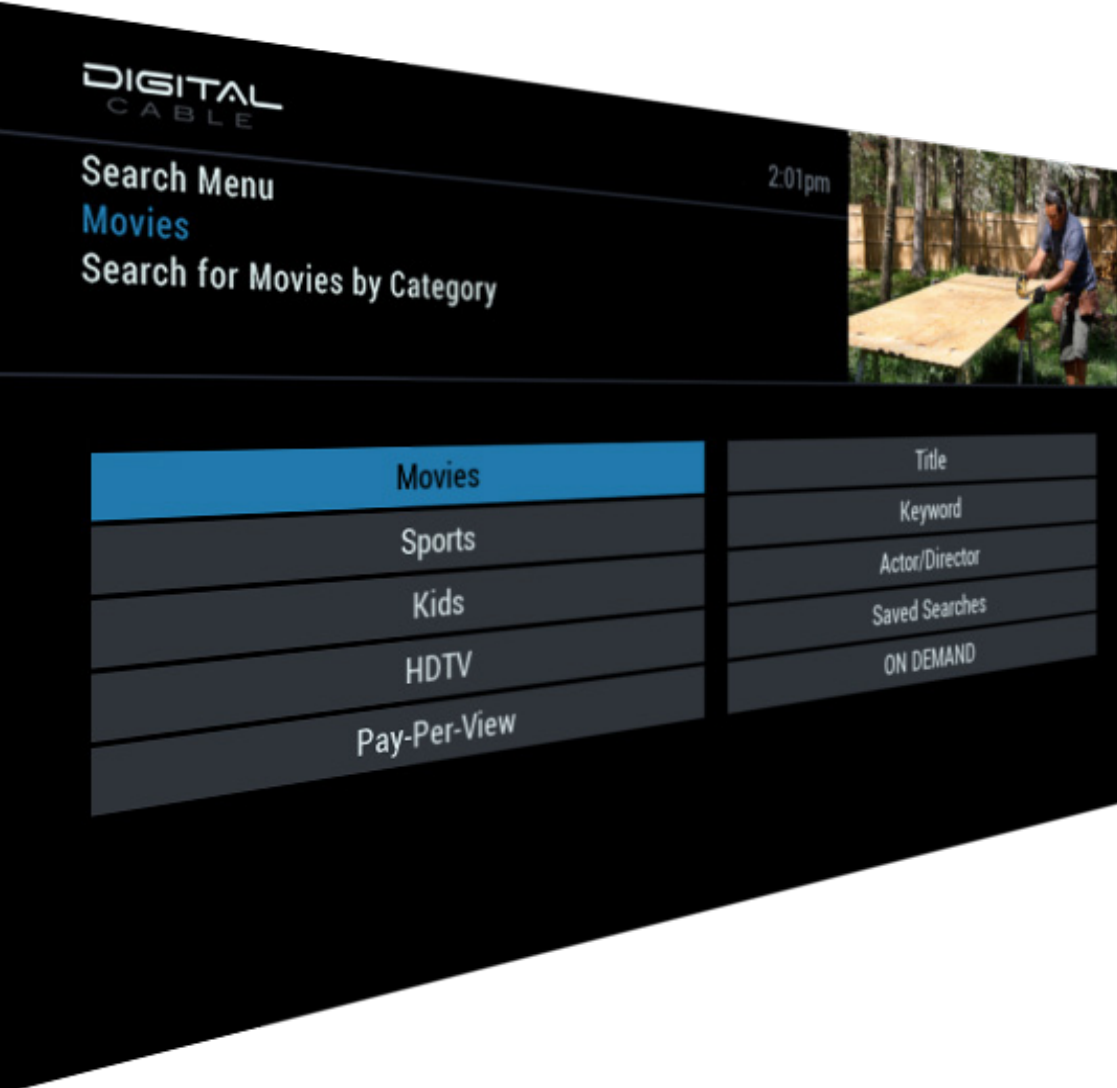 DIGITAL
CABLE
2:01pm
Search Menu
Movies
Search for Movies by Category
Movies
Sports
Kids
HDTV
Pay-Per-View
Title
Keyword
Actor/Director
Saved Searches
ON DEMAND